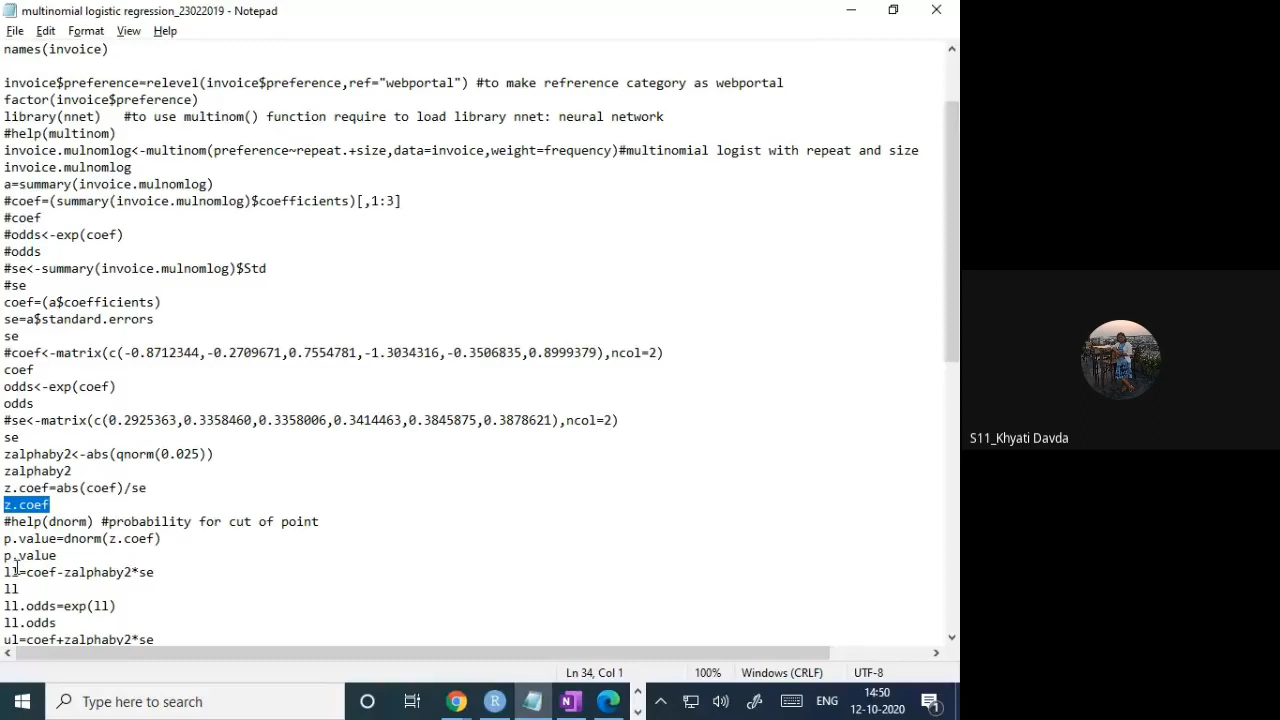 multinomial logistic regression_23022019 - Notepad
File Edit Format View Help
names(invoice)
invoice$preference=relevel(invoice$preference,ref="webportal") #to make refrerence category as webportal
factor(invoice$preference)
library(nnet)   #to use multinom() function require to load library nnet: neural network
#help(multinom)
invoice.mulnomlog<-multinom(preference~repeat.+size,data=invoice,weight=frequency)#multinomial logist with repeat and size
invoice.mulnomlog
a=summary(invoice.mulnomlog)
#coef=(summary(invoice.mulnomlog)$coefficients)[,1:3]
#coef
#odds<-exp(coef)
#odds
#se<-summary(invoice.mulnomlog)$Std
#se
coef=(a$coefficients)
se=a$standard.errors
se
#coef<-matrix(c(-0.8712344,-0.2709671,0.7554781,-1.3034316,-0.3506835,0.8999379),ncol=2)
coef
odds<-exp(coef)
odds
#se<-matrix(c(0.2925363,0.3358460,0.3358006,0.3414463,0.3845875,0.3878621),ncol=2)
se
zalphaby2<-abs(qnorm(0.025))
zalphaby2
z.coef=abs(coef)/se
z.coef
#help(dnorm) #probability for cut of point
p.value=dnorm(z.coef)
p.value
ll=coef-zalphaby2*se
ll
ll.odds=exp(ll)
ll.odds
ul=coef+zalphaby2*se
S11_Khyati Davda
Ln 34, Col 1 100% Windows (CRLF) UTF-8
Type here to search
ENG
14:50
12-10-2020
1